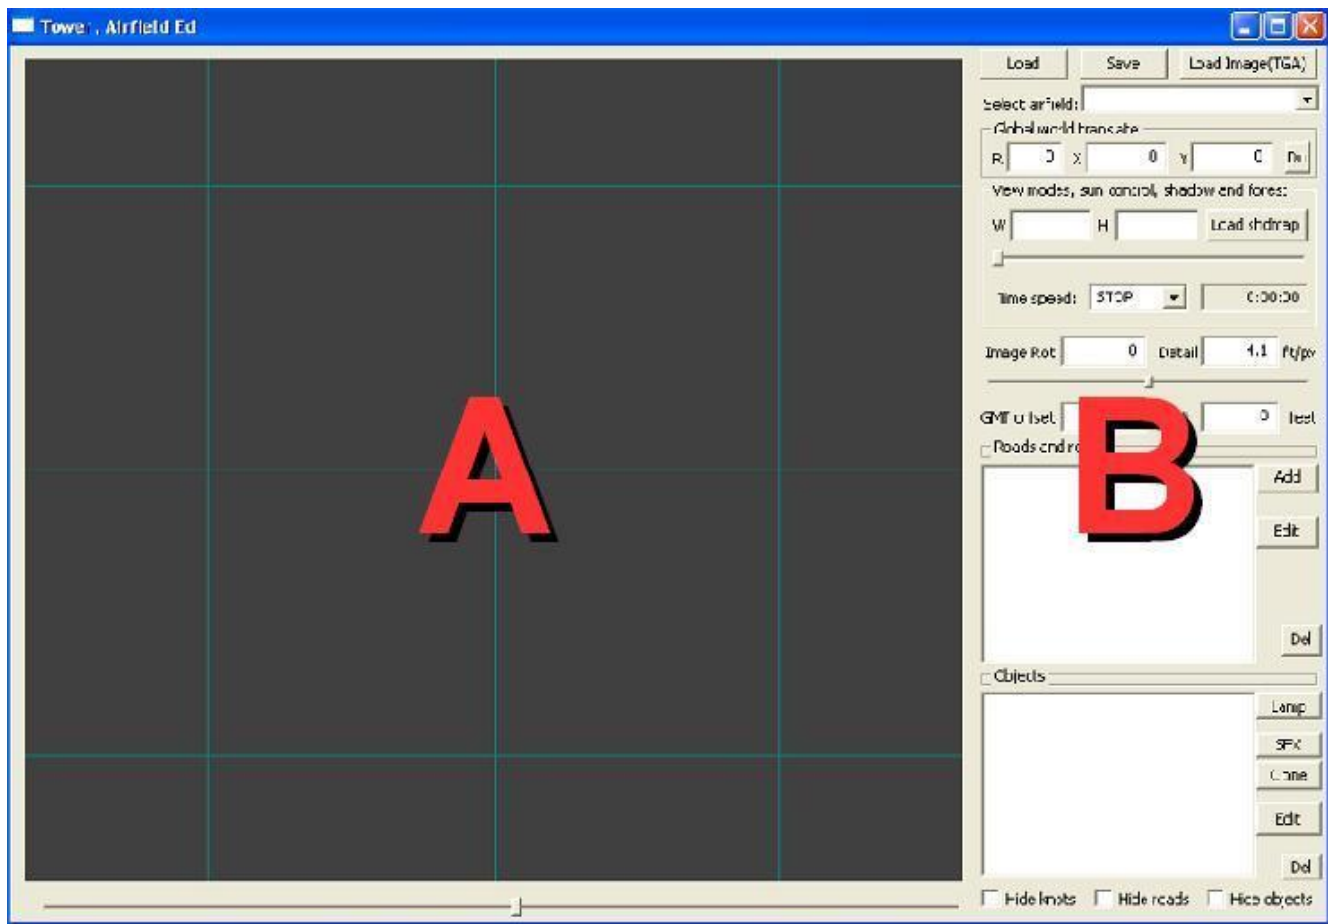 Tower, Airfield Ed
Load Save Load Image(TGA)
Select airfield:
Global world translate
R 0 X 0 Y 0
View modes, sun control, shadow and forest
W H Load shdmap
Time speed: STOP 0:00:00
Image Rot 0 Detail 4.1 ft/px
GMT offset 0 feet
Roads and
A
B
Add
Edit
Del
Objects
Lamp
SFX
Clone
Edit
Del
Hide knots Hide roads Hide objects